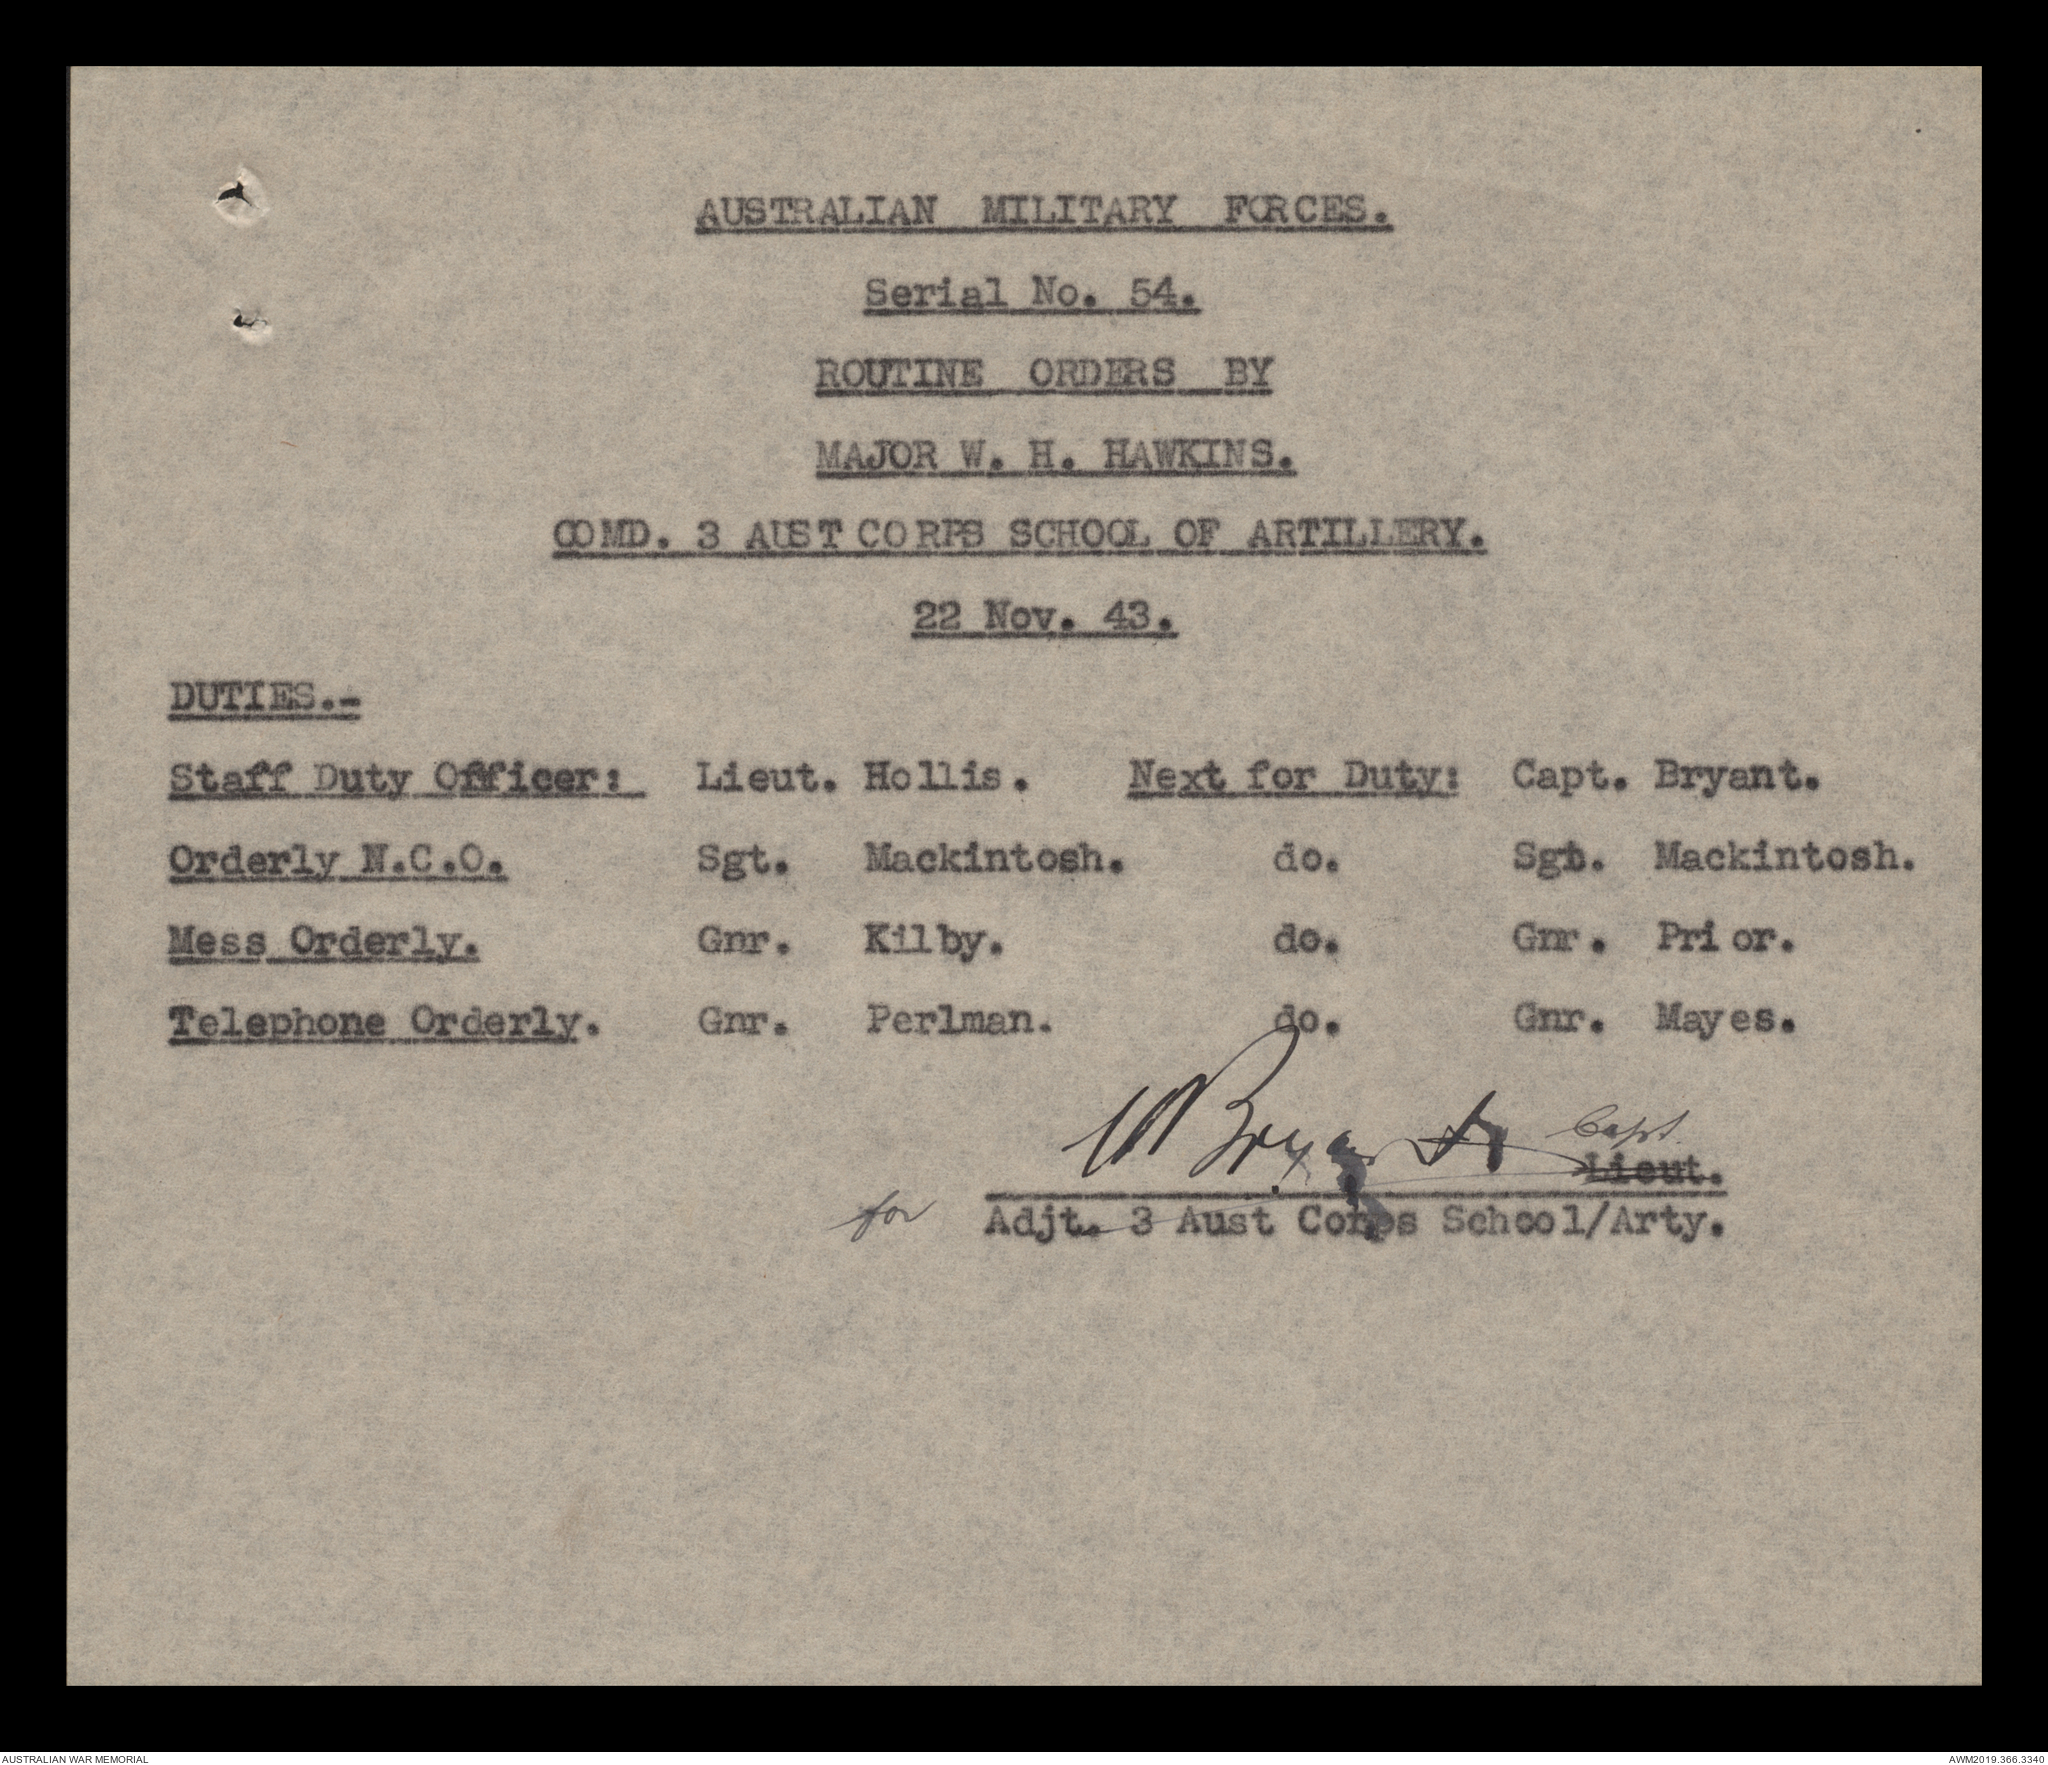 AUSTRALIAN MILITARY FORCES.
Serial No. 54.
ROUTINE ORDERS BY
MAJOR W. H. HAWKINS.
COMD. 3 AUST CORPS SCHOOL OF ARTILLERY.
22 Nov. 43.
DUTIES.-
Staff Duty Officer: Lieut. Hollis. Next for Duty: Capt. Bryant.
Orderly N.C.O. Sgt. Mackintosh. do. Sgt. Mackintosh.
Mess Orderly. Gnr. Kilby. do. Gnr. Prior.
Telephone Orderly. Gnr. Perlman. do. Gnr. Mayes.
Bryant Capt.
Lieut.
for Adjt. 3 Aust Corps School/Arty.
AUSTRALIAN WAR MEMORIAL AWM2019.366.3340